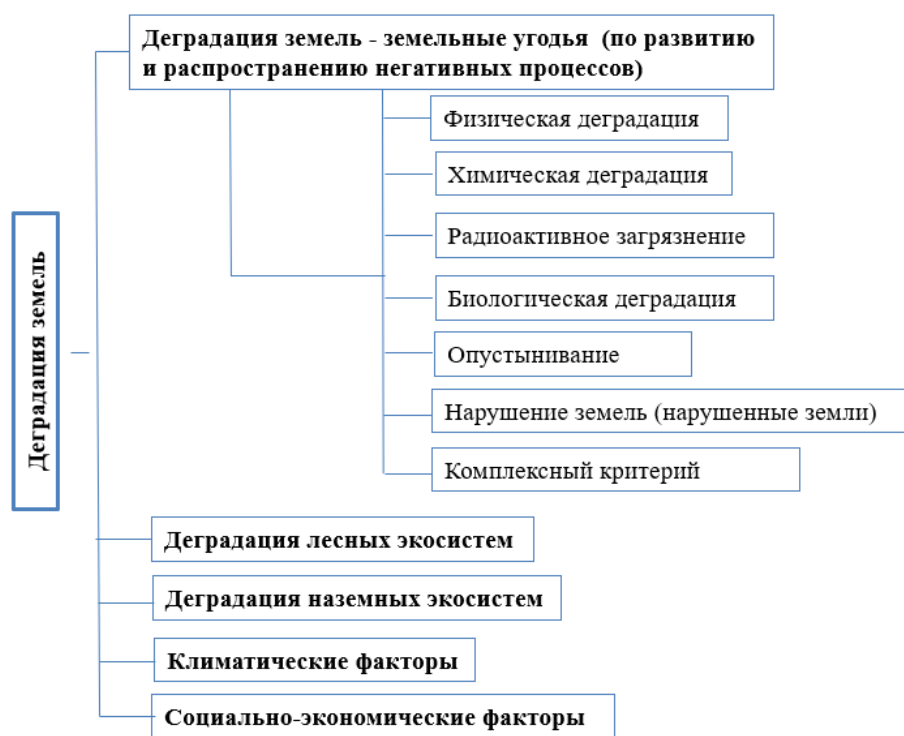 Деградация земель - земельные угодья (по развитию
и распространению негативных процессов)
Физическая деградация
Химическая деградация
Радиоактивное загрязнение
Биологическая деградация
Опустынивание
Нарушение земель (нарушенные земли)
Комплексный критерий
Деградация земель
Деградация лесных экосистем
Деградация наземных экосистем
Климатические факторы
Социально-экономические факторы